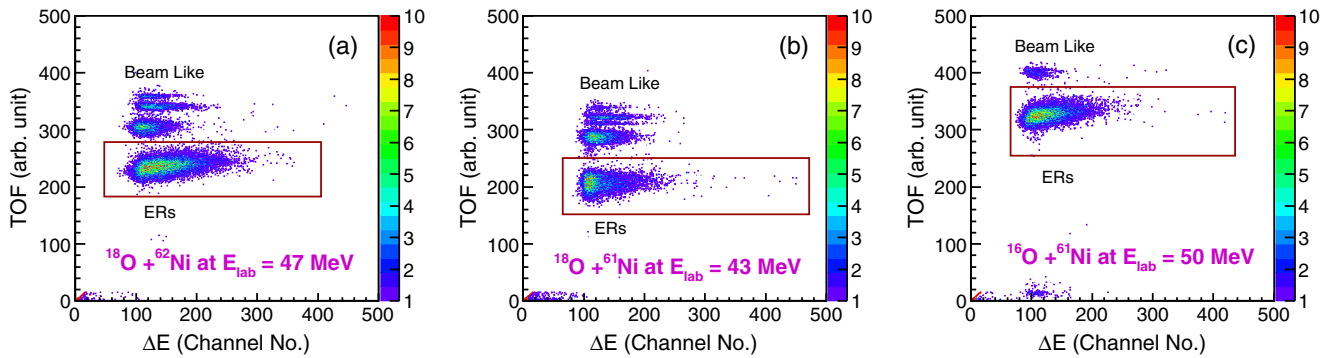 500
400
300
200
100
0
TOF (arb. unit)
(a)
Beam Like
ERs
¹⁸O + ⁶²Ni at E_lab = 47 MeV
0 100 200 300 400 500
ΔE (Channel No.)
10
9
8
7
6
5
4
3
2
1
500
400
300
200
100
0
TOF (arb. unit)
(b)
Beam Like
ERs
¹⁸O + ⁶¹Ni at E_lab = 43 MeV
0 100 200 300 400 500
ΔE (Channel No.)
10
9
8
7
6
5
4
3
2
1
500
400
300
200
100
0
TOF (arb. unit)
(c)
Beam Like
ERs
¹⁶O + ⁶¹Ni at E_lab = 50 MeV
0 100 200 300 400 500
ΔE (Channel No.)
10
9
8
7
6
5
4
3
2
1